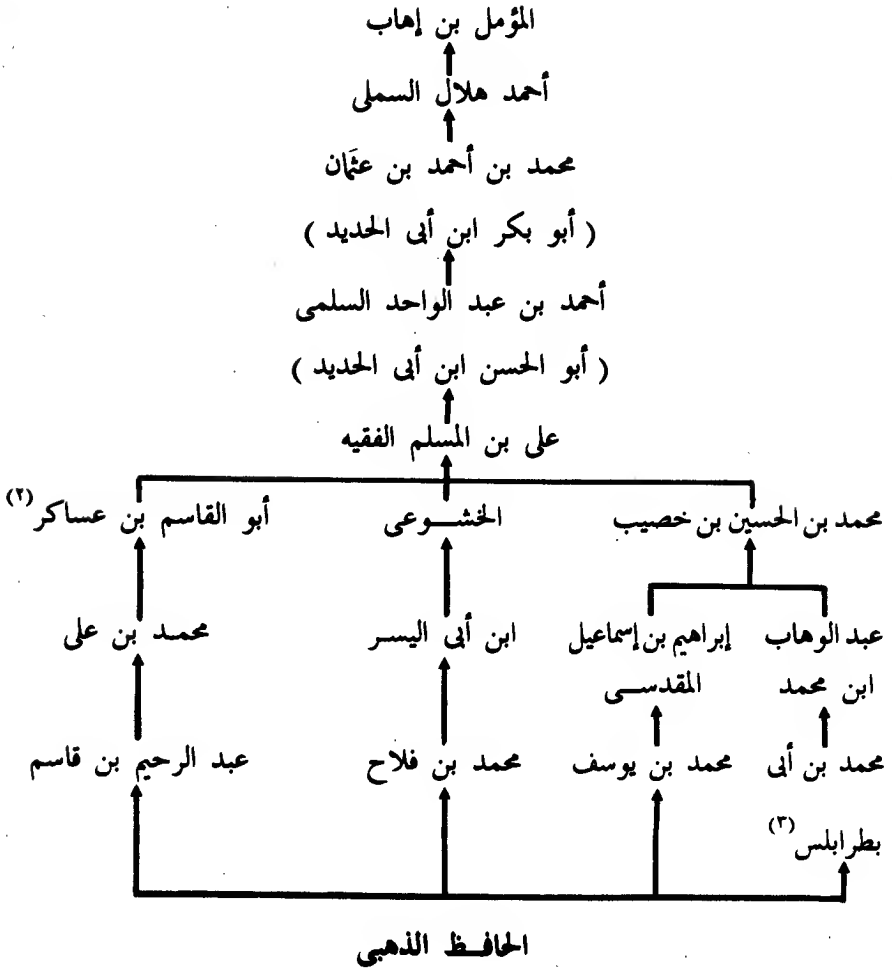 المؤمل بن إهاب
أحمد هلال السملى
محمد بن أحمد بن عثمان
( أبو بكر ابن أبى الحديد )
أحمد بن عبد الواحد السلمى
( أبو الحسن ابن أبى الحديد )
على بن المسلم الفقيه
محمد بن الحسين بن خصيب الخشوعى أبو القاسم بن عساكر (٢)
عبد الوهاب إبراهيم بن إسماعيل ابن أبى اليسر محمد بن على
ابن محمد المقدسى
محمد بن أبى محمد بن يوسف محمد بن فلاح عبد الرحيم بن قاسم
بطرابلس (٣)
الحافظ الذهبى